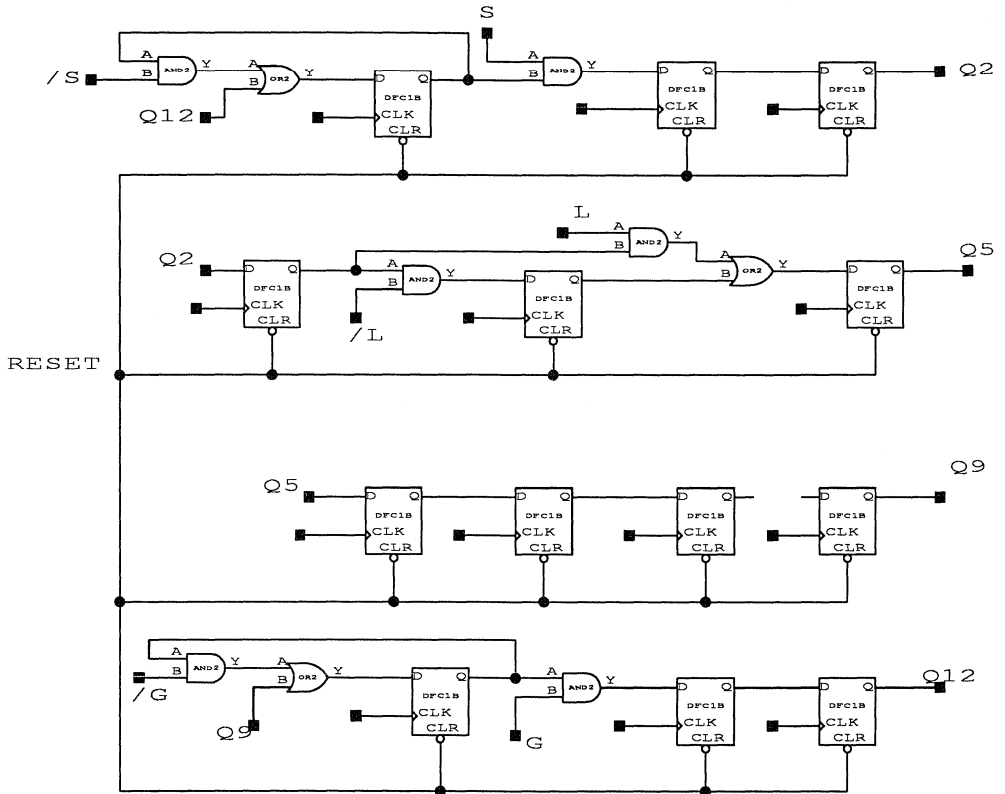 S
A A
Y A Y B Y D Q D Q D Q Q2
/S B AND2 B OR2 AND2
DFC1B DFC1B DFC1B
Q12 CLK CLK CLK
CLR CLR CLR
L A
B AND2 Y
Q2 D Q A Y D Q A Y D Q Q5
B AND2 B OR2
DFC1B DFC1B DFC1B
CLK CLK CLK
CLR /L CLR CLR
RESET
Q9
Q5 D Q D Q D Q D Q
DFC1B DFC1B DFC1B DFC1B
CLK CLK CLK CLK
CLR CLR CLR CLR
A Y A Y D Q A Y D Q D Q Q12
/G B AND2 B OR2 B AND2
DFC1B DFC1B DFC1B
Q9 CLK G CLK CLK
CLR CLR CLR